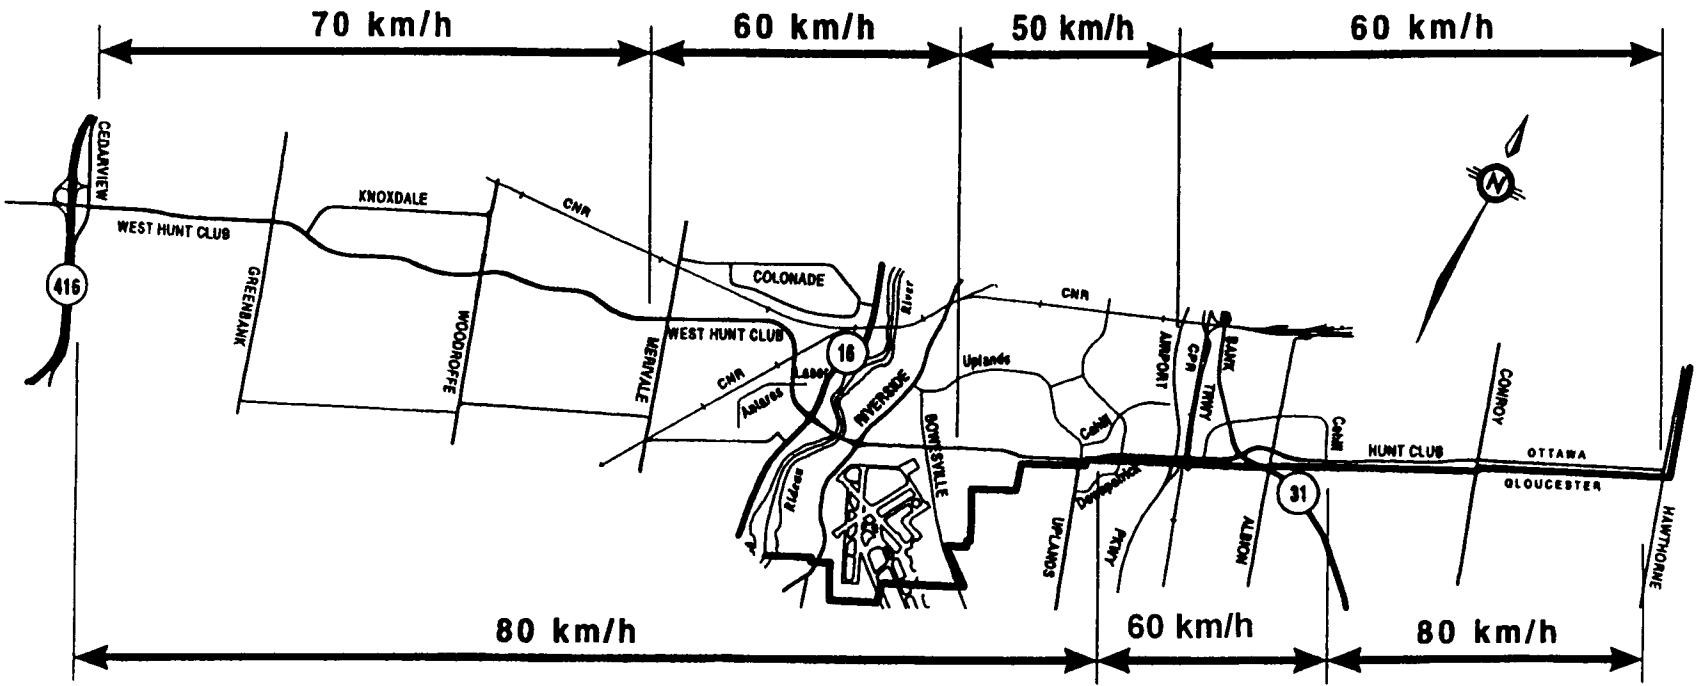 70 km/h
60 km/h
50 km/h
60 km/h
CEDARVIEW
KNOXDALE
CNR
WEST HUNT CLUB
416
GREENBANK
WOODROFFE
MERIVALE
COLONADE
River
CNR
WEST HUNT CLUB
16
CNR
Antares
RIVERSIDE
Uplands
AIRPORT
CPR
TRWY
BANK
CONROY
BOWESVILLE
Cahill
Cahill
HUNT CLUB
OTTAWA
GLOUCESTER
Rideau
31
UPLANDS
PKWY
ALBION
HAWTHORNE
N
80 km/h
60 km/h
80 km/h